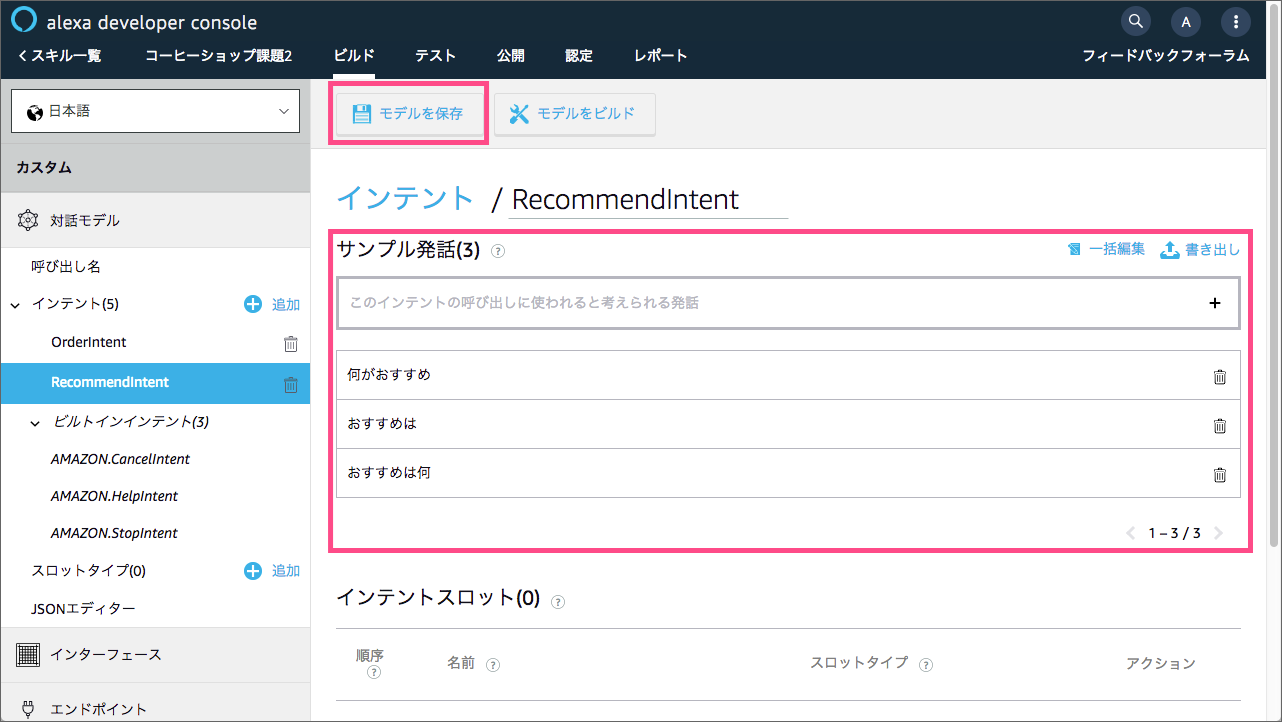 alexa developer console
A
スキル一覧 コーヒーショップ課題2 ビルド テスト 公開 認定 レポート フィードバックフォーラム
日本語
モデルを保存 モデルをビルド
カスタム
対話モデル
呼び出し名
インテント(5) 追加
OrderIntent
RecommendIntent
ビルトインインテント(3)
AMAZON.CancelIntent
AMAZON.HelpIntent
AMAZON.StopIntent
スロットタイプ(0) 追加
JSONエディター
インターフェース
エンドポイント
インテント / RecommendIntent
サンプル発話(3) ? 一括編集 書き出し
このインテントの呼び出しに使われると考えられる発話 +
何がおすすめ
おすすめは
おすすめは何
1 – 3 / 3
インテントスロット(0) ?
順序 ? 名前 ? スロットタイプ ? アクション